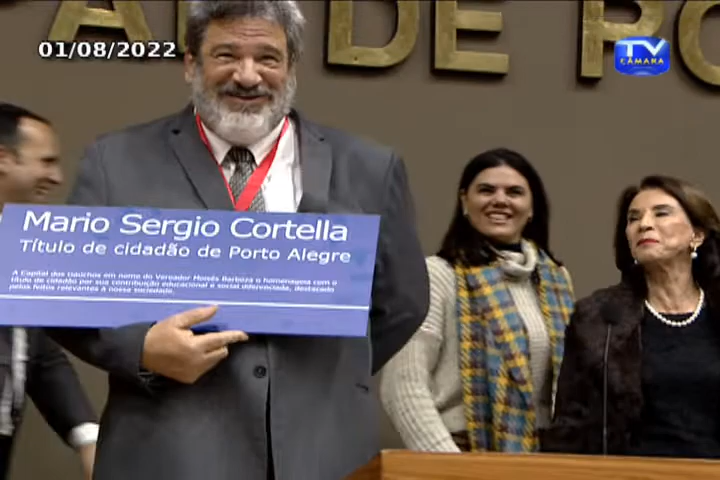 01/08/2022
TV
CÂMARA
Mario Sergio Cortella
Título de cidadão de Porto Alegre
A Capital dos Gaúchos em nome do Vereador Moisés Barboza o homenageia com o
título de cidadão por sua contribuição educacional e social diferenciada, destacado
pelos feitos relevantes à nossa sociedade.